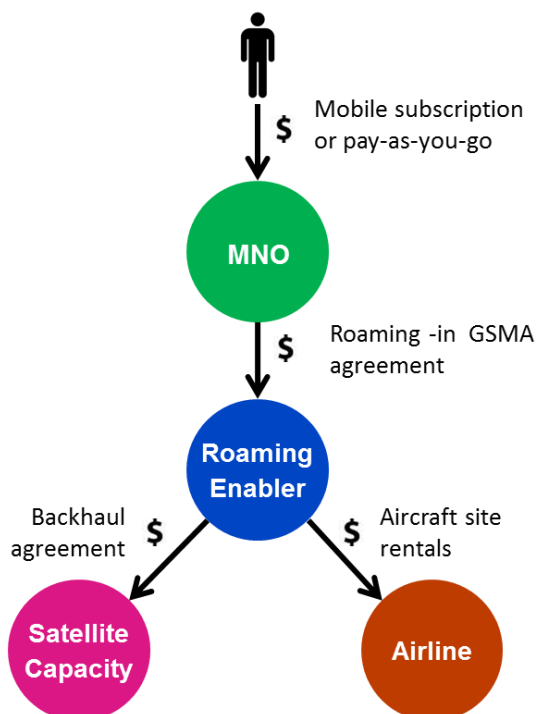 $
Mobile subscription
or pay-as-you-go
MNO
$
Roaming -in GSMA
agreement
Roaming
Enabler
Backhaul
agreement
$
$
Aircraft site
rentals
Satellite
Capacity
Airline